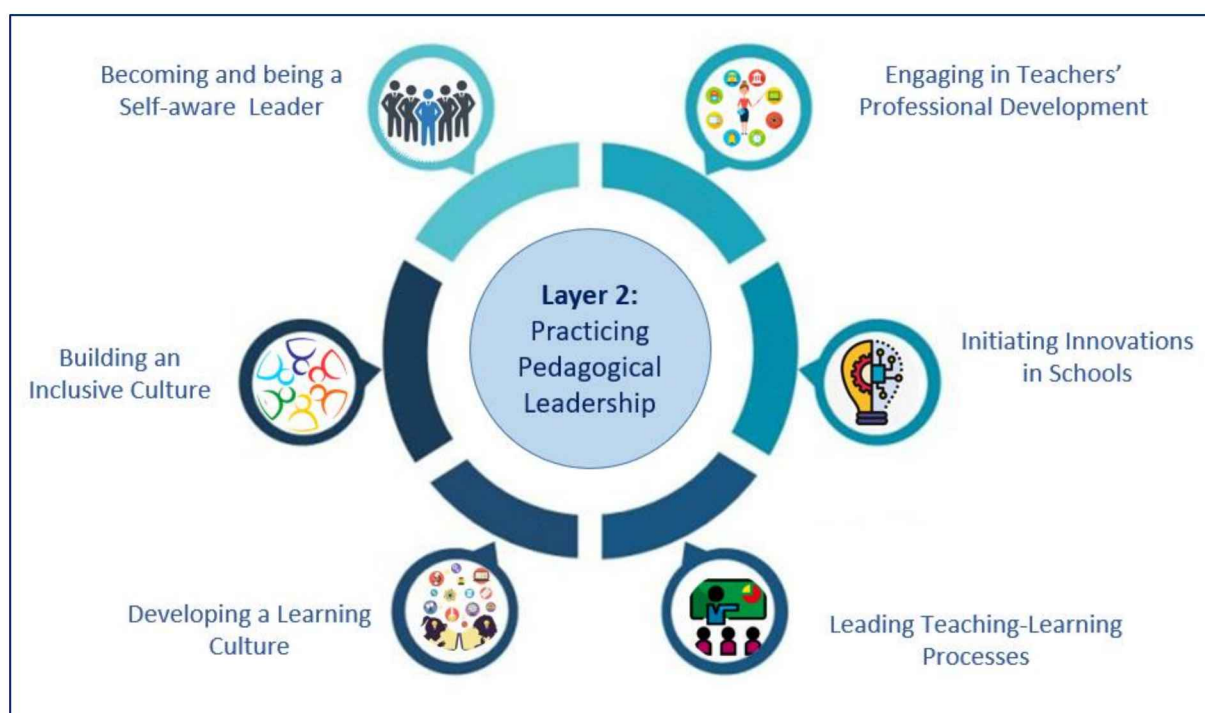 Becoming and being a
Self-aware Leader
Engaging in Teachers’
Professional Development
Layer 2:
Practicing
Pedagogical
Leadership
Building an
Inclusive Culture
Initiating Innovations
in Schools
Developing a Learning
Culture
Leading Teaching-Learning
Processes